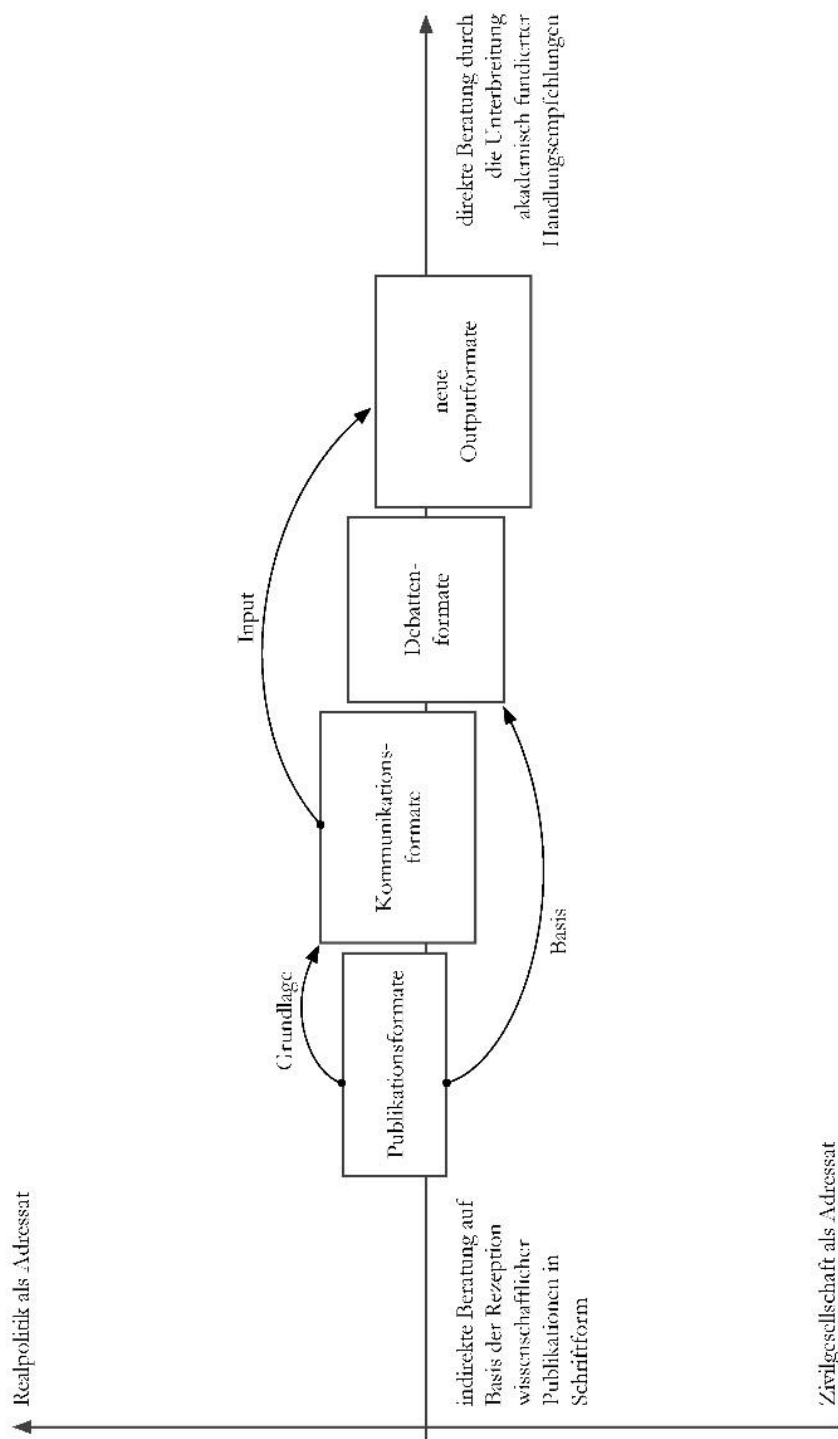 Realpolitik als Adressat
Grundlage
Input
Publikationsformate
Kommunikations-
formate
Debatten-
formate
neue
Outputformate
Basis
indirekte Beratung auf
Basis der Rezeption
wissenschaftlicher
Publikationen in
Schriftform
direkte Beratung durch
die Unterbreitung
akademisch fundierter
Handlungsempfehlungen
Zivilgesellschaft als Adressat